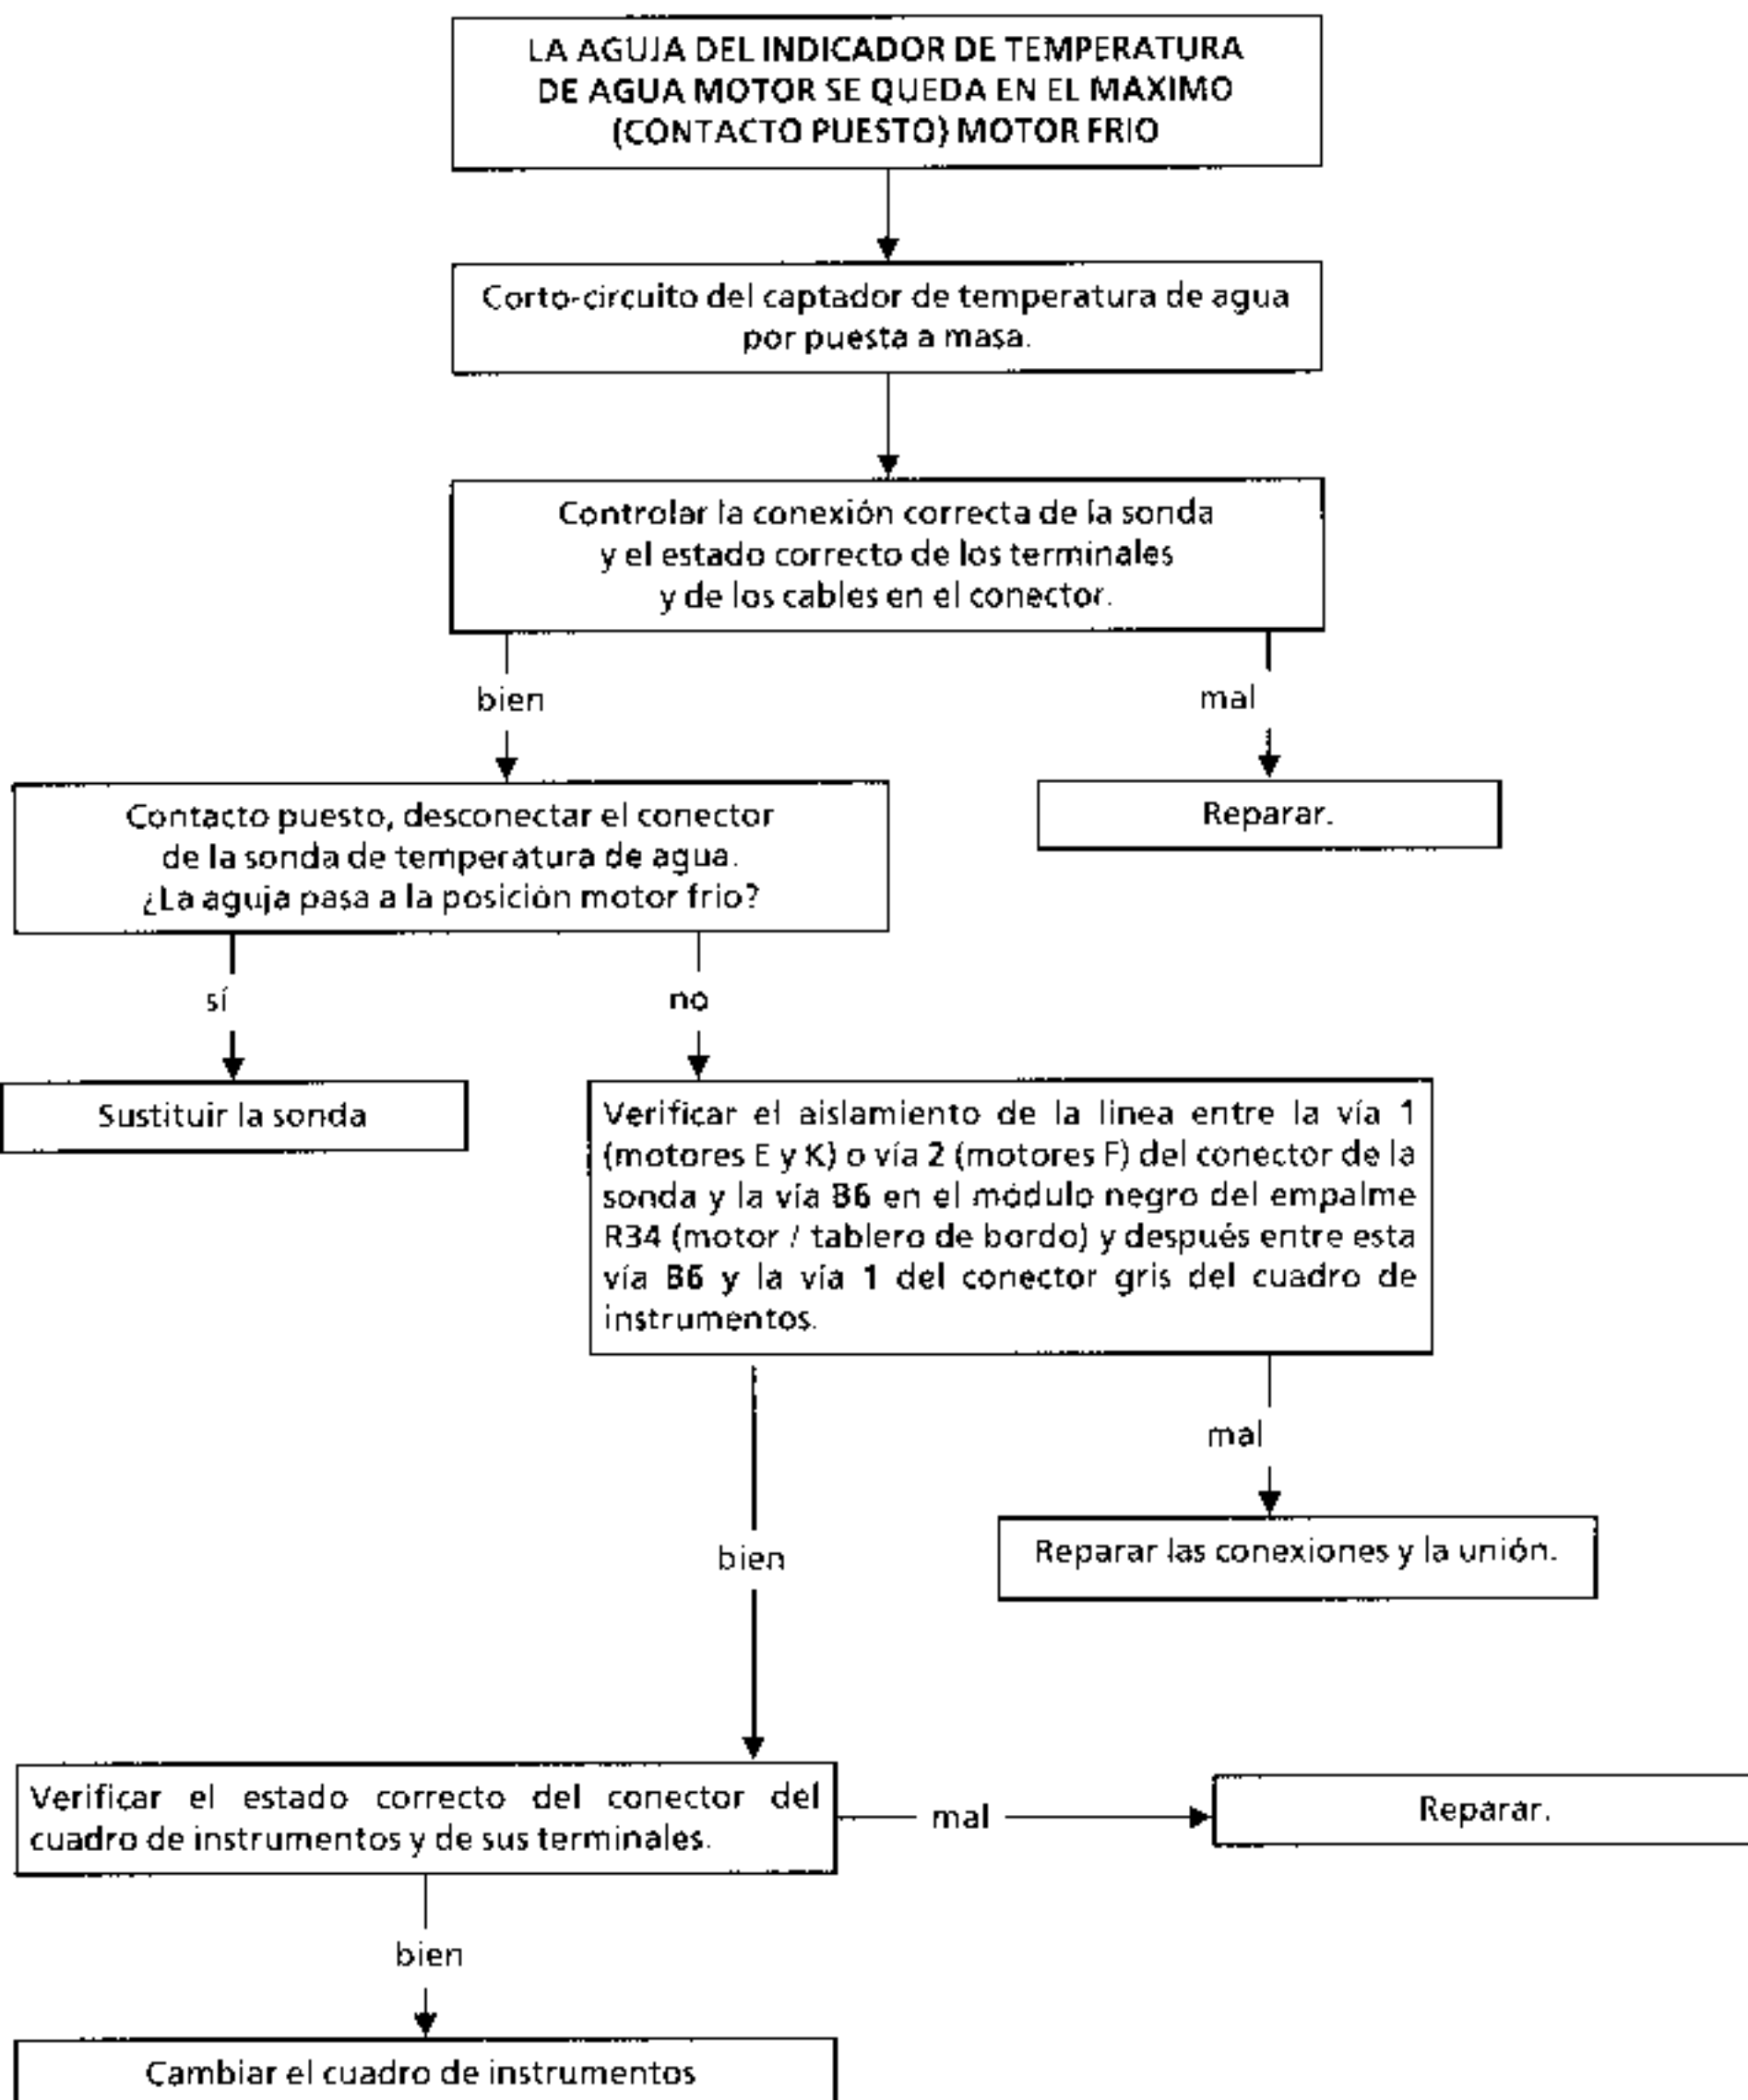 LA AGUJA DEL INDICADOR DE TEMPERATURA
DE AGUA MOTOR SE QUEDA EN EL MAXIMO
(CONTACTO PUESTO) MOTOR FRIO
Corto-circuito del captador de temperatura de agua
por puesta a masa.
Controlar la conexión correcta de la sonda
y el estado correcto de los terminales
y de los cables en el conector.
bien
mal
Contacto puesto, desconectar el conector
de la sonda de temperatura de agua.
¿La aguja pasa a la posición motor frio?
Reparar.
sí
no
Sustituir la sonda
Verificar el aislamiento de la linea entre la vía 1
(motores E y K) o vía 2 (motores F) del conector de la
sonda y la vía B6 en el módulo negro del empalme
R34 (motor / tablero de bordo) y después entre esta
vía B6 y la vía 1 del conector gris del cuadro de
instrumentos.
mal
bien
Reparar las conexiones y la unión.
Verificar el estado correcto del conector del
cuadro de instrumentos y de sus terminales.
mal
Reparar.
bien
Cambiar el cuadro de instrumentos